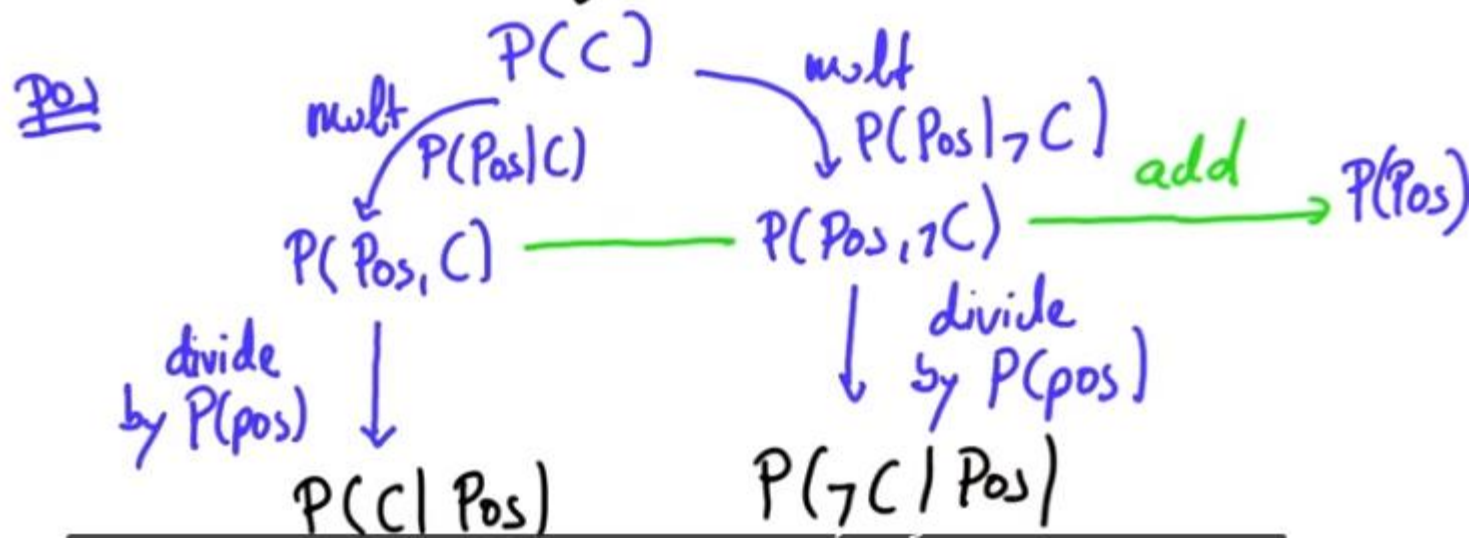 P(C)
Pos
mult
mult
P(Pos|C)
P(Pos|¬C)
add
P(Pos)
P(Pos, C)
P(Pos, ¬C)
divide
by P(pos)
divide
by P(pos)
P(C| Pos)
P(¬C | Pos)